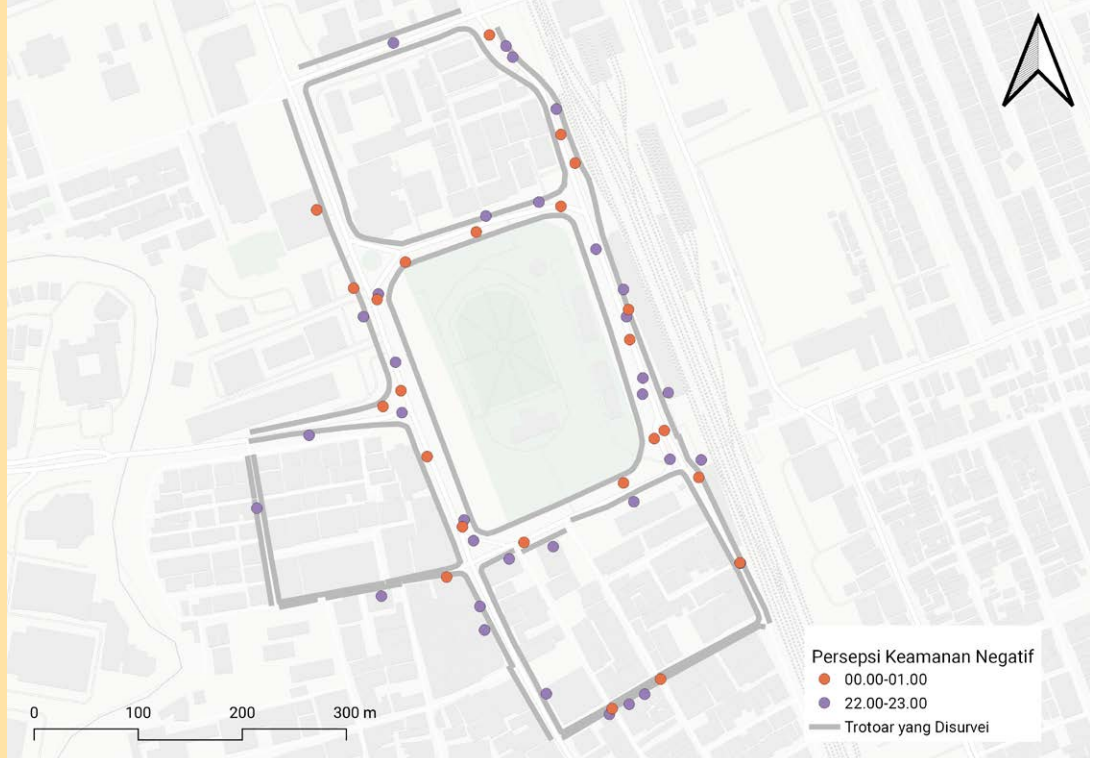 Persepsi Keamanan Negatif
00.00-01.00
22.00-23.00
Trotoar yang Disurvei
0 100 200 300 m